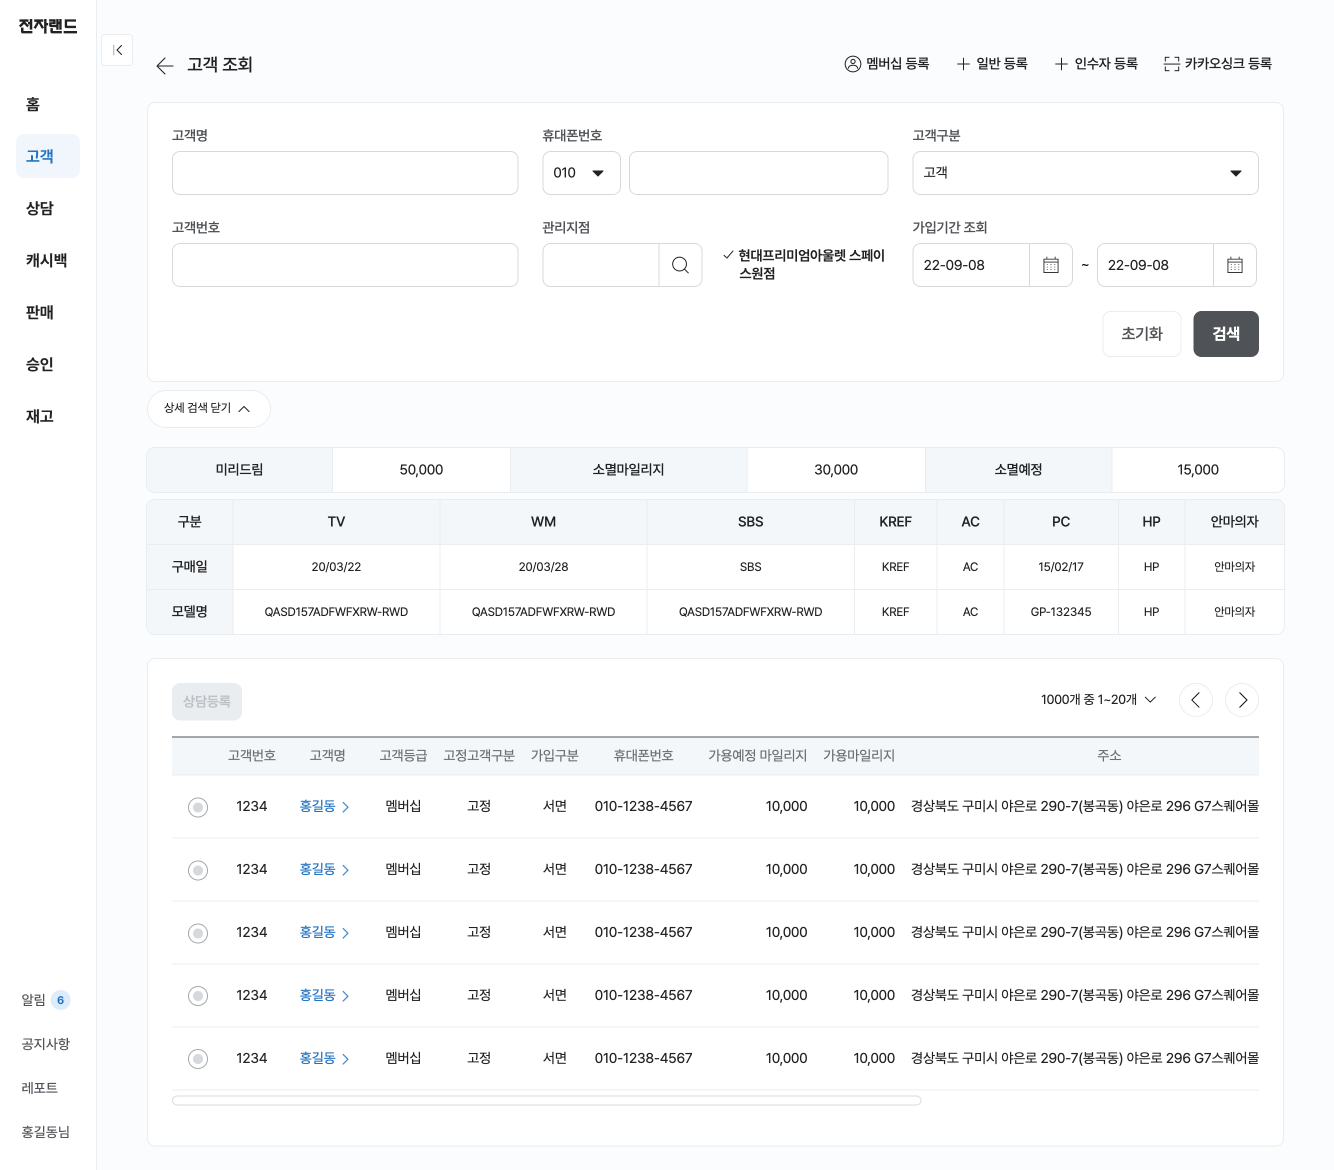 전자랜드
홈
고객
상담
캐시백
판매
승인
재고
알림 6
공지사항
레포트
홍길동님
고객 조회
멤버십 등록 일반 등록 인수자 등록 카카오싱크 등록
고객명 휴대폰번호 고객구분
010 고객
고객번호 관리지점 가입기간 조회
현대프리미엄아울렛 스페이
스원점
22-09-08 ~ 22-09-08
초기화 검색
상세 검색 닫기
미리드림 50,000 소멸마일리지 30,000 소멸예정 15,000
구분 TV WM SBS KREF AC PC HP 안마의자
구매일 20/03/22 20/03/28 SBS KREF AC 15/02/17 HP 안마의자
모델명 QASD157ADFWFXRW-RWD QASD157ADFWFXRW-RWD QASD157ADFWFXRW-RWD KREF AC GP-132345 HP 안마의자
상담등록 1000개 중 1~20개
고객번호 고객명 고객등급 고정고객구분 가입구분 휴대폰번호 가용예정 마일리지 가용마일리지 주소
1234 홍길동 멤버십 고정 서면 010-1238-4567 10,000 10,000 경상북도 구미시 야은로 290-7(봉곡동) 야은로 296 G7스퀘어몰
1234 홍길동 멤버십 고정 서면 010-1238-4567 10,000 10,000 경상북도 구미시 야은로 290-7(봉곡동) 야은로 296 G7스퀘어몰
1234 홍길동 멤버십 고정 서면 010-1238-4567 10,000 10,000 경상북도 구미시 야은로 290-7(봉곡동) 야은로 296 G7스퀘어몰
1234 홍길동 멤버십 고정 서면 010-1238-4567 10,000 10,000 경상북도 구미시 야은로 290-7(봉곡동) 야은로 296 G7스퀘어몰
1234 홍길동 멤버십 고정 서면 010-1238-4567 10,000 10,000 경상북도 구미시 야은로 290-7(봉곡동) 야은로 296 G7스퀘어몰